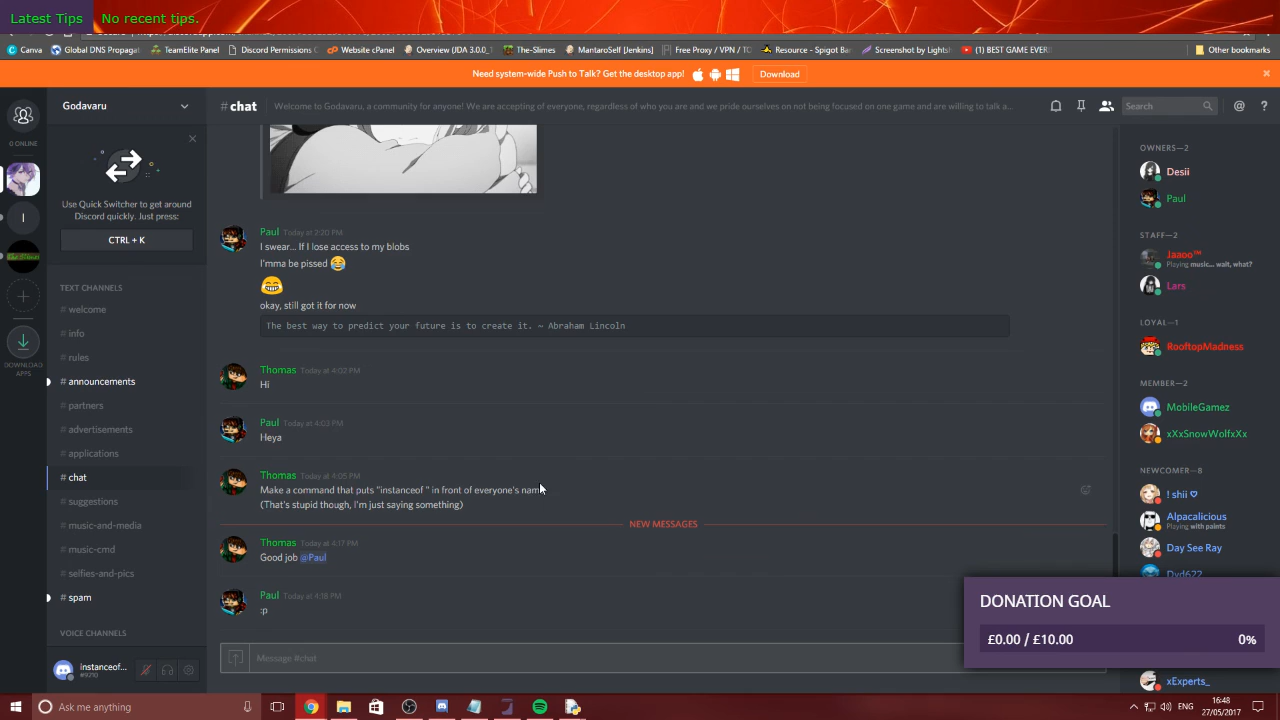 Latest Tips No recent tips.
Canva Global DNS Propagat TeamElite Panel Discord Permissions C Website cPanel Overview (JDA 3.0.0_ The-Slimes MantaroSelf [Jenkins] Free Proxy / VPN / TO Resource - Spigot Bar Screenshot by Lights (1) BEST GAME EVER Other bookmarks
Need system-wide Push to Talk? Get the desktop app! Download
Godavaru
#chat Welcome to Godavaru, a community for anyone! We are accepting of everyone, regardless of who you are and we pride ourselves on not being focused on one game and are willing to talk a...
Search
0 ONLINE
Use Quick Switcher to get around
Discord quickly. Just press:
CTRL + K
TEXT CHANNELS
# welcome
# info
# rules
# announcements
# partners
# advertisements
# applications
# chat
# suggestions
# music-and-media
# music-cmd
# selfies-and-pics
# spam
VOICE CHANNELS
DOWNLOAD
APPS
instanceof...
#9210
Paul Today at 2:20 PM
I swear... If I lose access to my blobs
I'mma be pissed 😂
😁
okay, still got it for now
The best way to predict your future is to create it. ~ Abraham Lincoln
Thomas Today at 4:02 PM
Hi
Paul Today at 4:03 PM
Heya
Thomas Today at 4:05 PM
Make a command that puts "instanceof " in front of everyone's name
(That's stupid though, I'm just saying something)
NEW MESSAGES
Thomas Today at 4:17 PM
Good job @Paul
Paul Today at 4:18 PM
:p
Message #chat
OWNERS—2
Desii
Paul
STAFF—2
Jaaoo™
Playing music... wait, what?
Lars
LOYAL—1
RooftopMadness
MEMBER—2
MobileGamez
xXxSnowWolfxXx
NEWCOMER—8
! shii ♡
Alpacalicious
Playing with paints
Day See Ray
Dyd622
xExperts_
DONATION GOAL
£0.00 / £10.00 0%
Ask me anything
ENG
16:48
27/05/2017